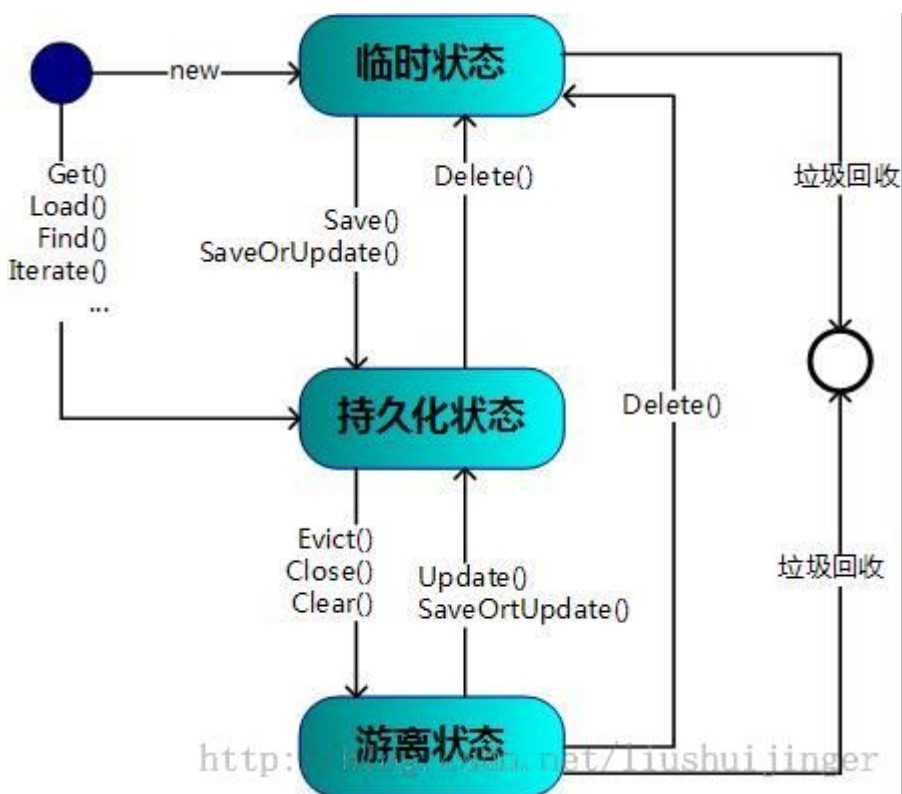 临时状态
new
Get()
Load()
Find()
Iterate()
...
Save()
SaveOrUpdate()
Delete()
垃圾回收
持久化状态
Delete()
Evict()
Close()
Clear()
Update()
SaveOrtUpdate()
垃圾回收
游离状态
http: net/liushuijinger